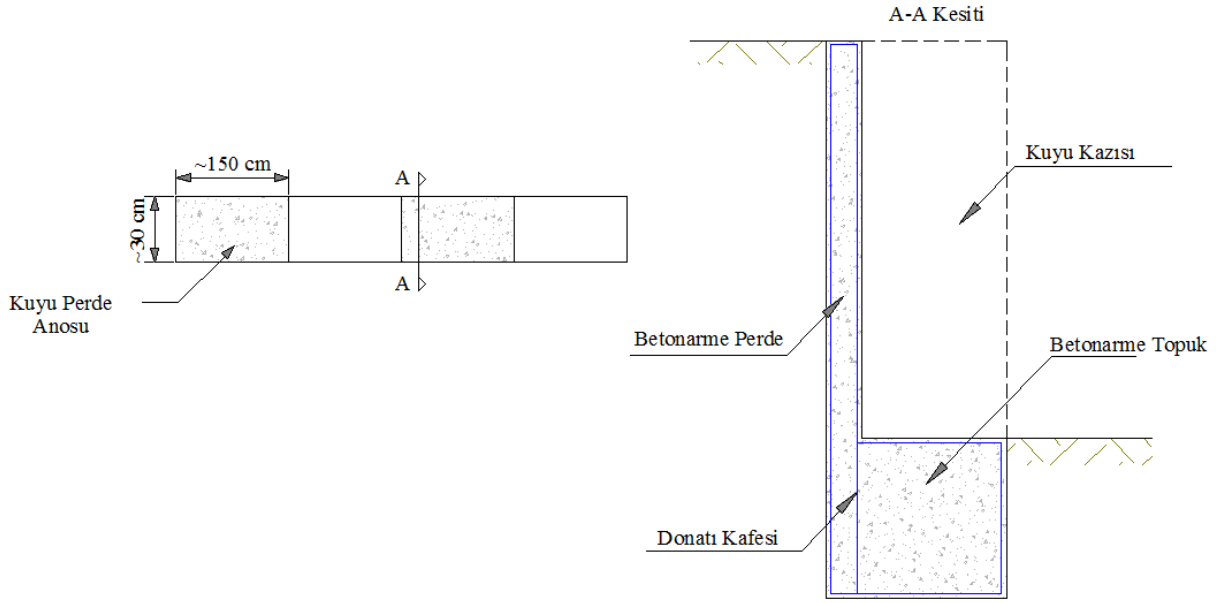 A-A Kesiti
~150 cm
A
~30 cm
A
Kuyu Perde
Anosu
Kuyu Kazısı
Betonarme Perde
Betonarme Topuk
Donatı Kafesi